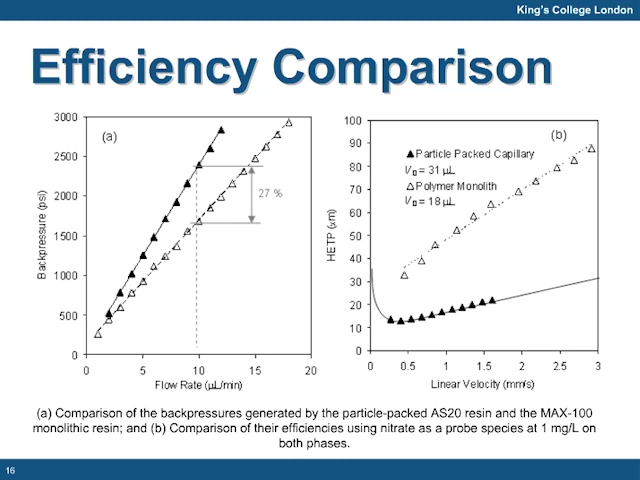 King's College London
Efficiency Comparison
3000
2500
2000
1500
1000
500
0
Backpressure (psi)
(a)
27 %
0 5 10 15 20
Flow Rate (µL/min)
100
90
80
70
60
50
40
30
20
10
0
HETP (µm)
(b)
Particle Packed Capillary
= 31 µL
Polymer Monolith
= 18 µL
0 0.5 1 1.5 2 2.5 3
Linear Velocity (mm/s)
(a) Comparison of the backpressures generated by the particle-packed AS20 resin and the MAX-100
monolithic resin; and (b) Comparison of their efficiencies using nitrate as a probe species at 1 mg/L on
both phases.
16